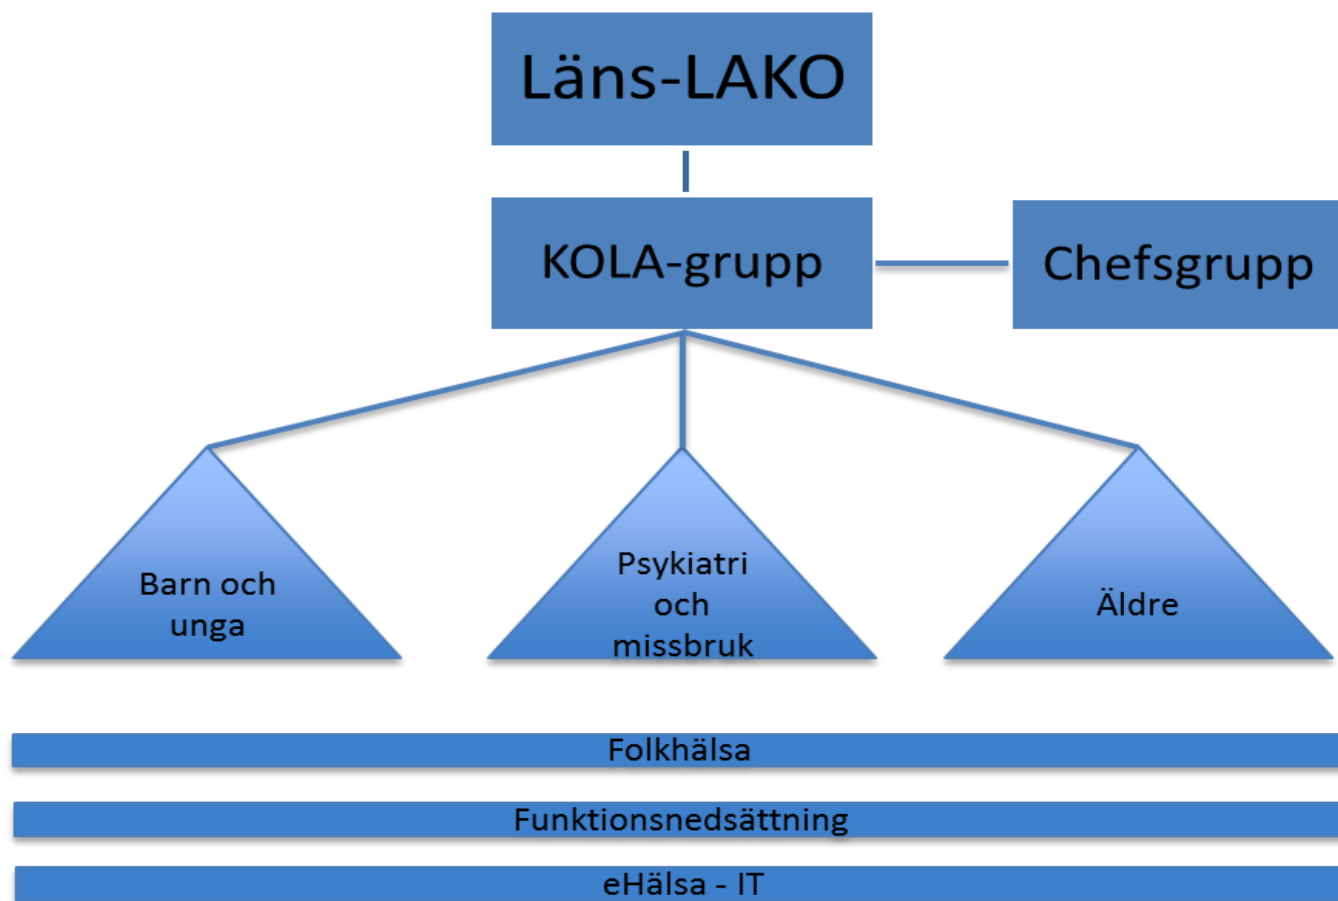 Läns-LAKO
KOLA-grupp
Chefsgrupp
Barn och
unga
Psykiatri
och
missbruk
Äldre
Folkhälsa
Funktionsnedsättning
eHälsa - IT